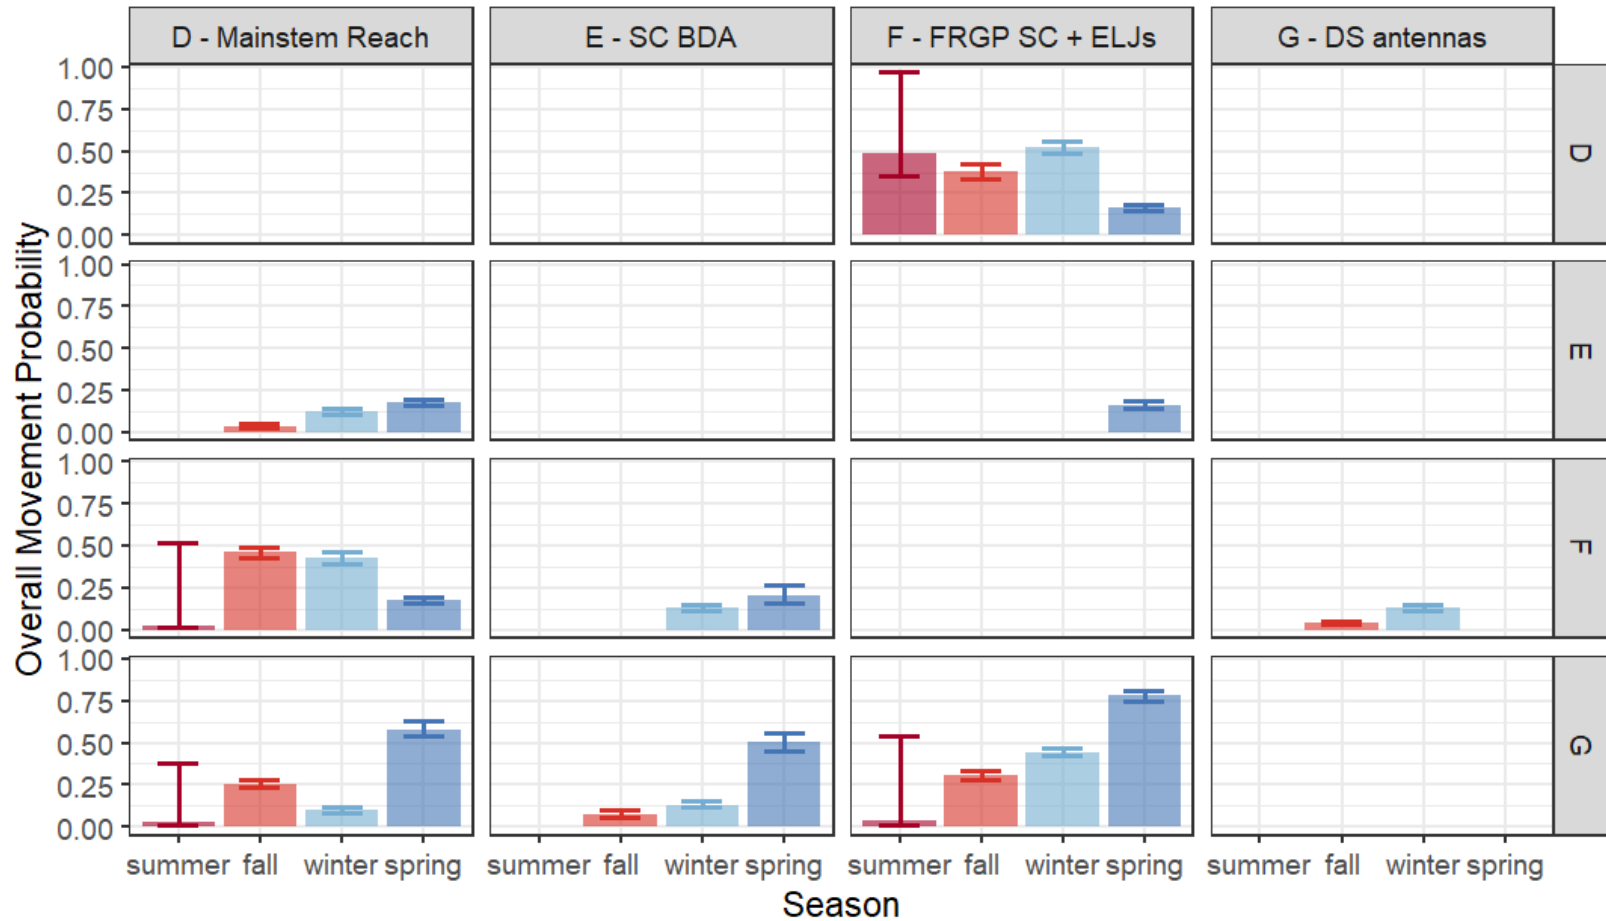 D - Mainstem Reach E - SC BDA F - FRGP SC + ELJs G - DS antennas
1.00
0.75
0.50
0.25
0.00
D
1.00
0.75
0.50
0.25
0.00
E
1.00
0.75
0.50
0.25
0.00
F
1.00
0.75
0.50
0.25
0.00
G
Overall Movement Probability
summer fall winter spring summer fall winter spring summer fall winter spring summer fall winter spring
Season